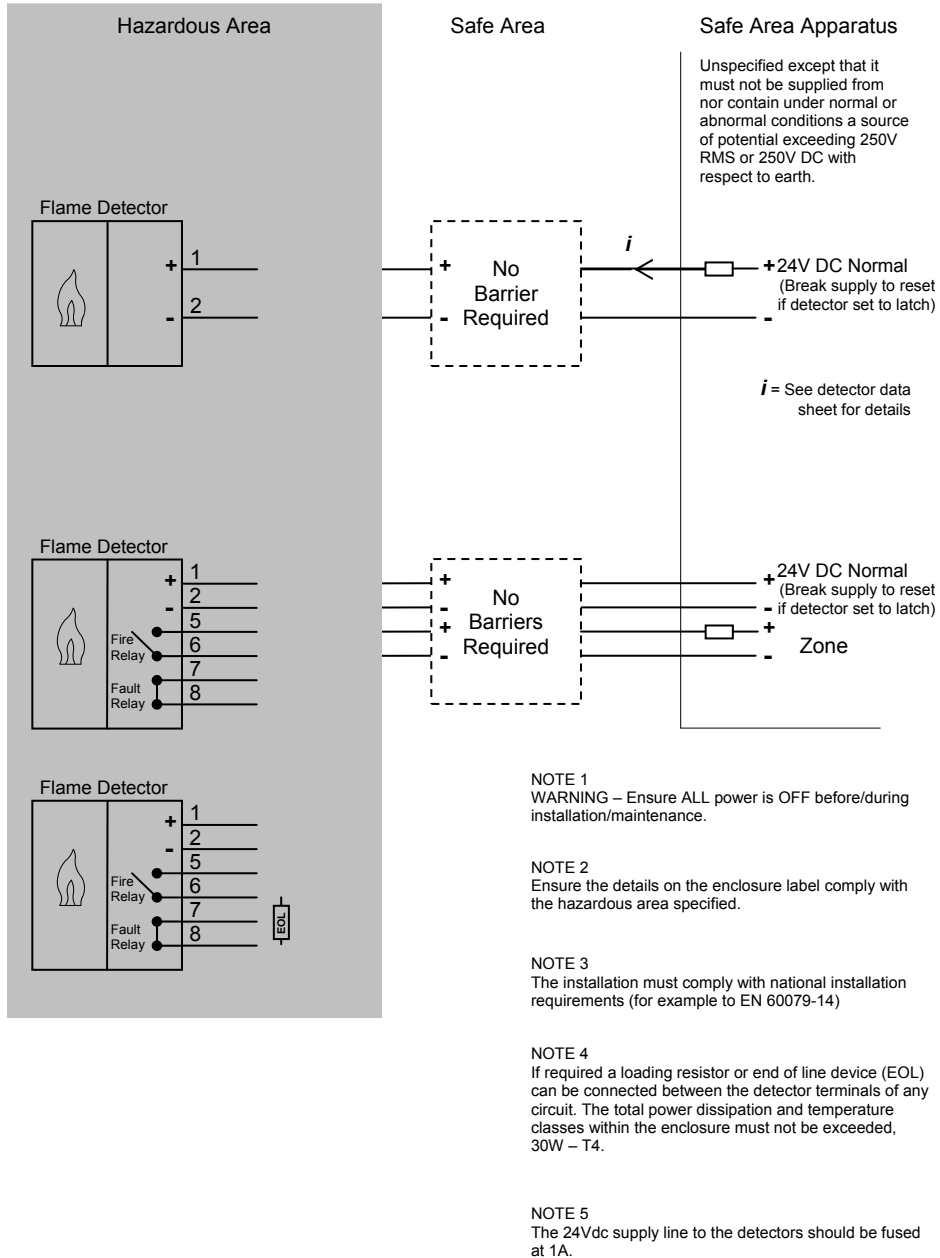 Hazardous Area
Safe Area
Safe Area Apparatus
Unspecified except that it
must not be supplied from
nor contain under normal or
abnormal conditions a source
of potential exceeding 250V
RMS or 250V DC with
respect to earth.
Flame Detector
+ 1
- 2
+
-
No
Barrier
Required
i
+ 24V DC Normal
(Break supply to reset
if detector set to latch)
-
i = See detector data
sheet for details
Flame Detector
+ 1
- 2
5
6
7
8
Fire
Relay
Fault
Relay
+
-
+
-
No
Barriers
Required
+ 24V DC Normal
(Break supply to reset
- if detector set to latch)
+
Zone
-
Flame Detector
+ 1
- 2
5
6
7
8
Fire
Relay
Fault
Relay
EOL
NOTE 1
WARNING – Ensure ALL power is OFF before/during
installation/maintenance.
NOTE 2
Ensure the details on the enclosure label comply with
the hazardous area specified.
NOTE 3
The installation must comply with national installation
requirements (for example to EN 60079-14)
NOTE 4
If required a loading resistor or end of line device (EOL)
can be connected between the detector terminals of any
circuit. The total power dissipation and temperature
classes within the enclosure must not be exceeded,
30W – T4.
NOTE 5
The 24Vdc supply line to the detectors should be fused
at 1A.